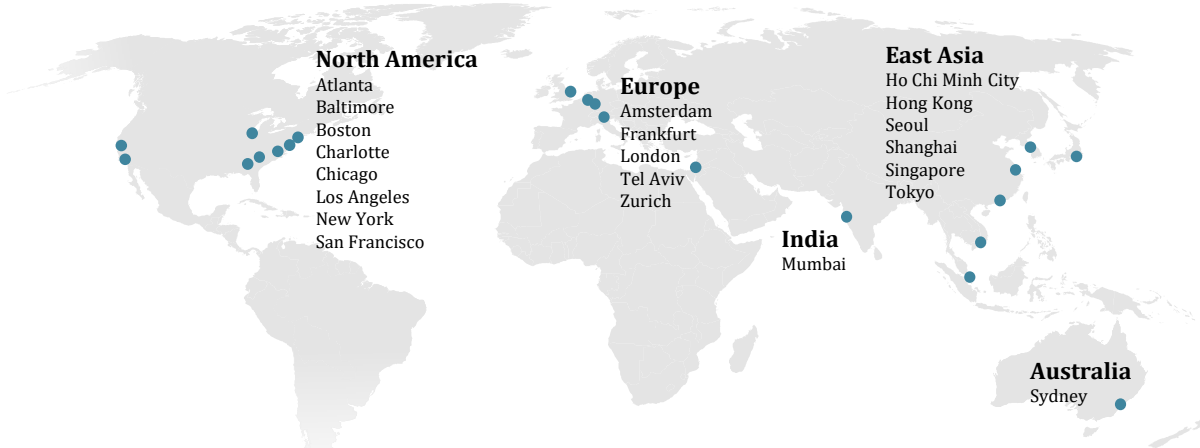 North America
Atlanta
Baltimore
Boston
Charlotte
Chicago
Los Angeles
New York
San Francisco
Europe
Amsterdam
Frankfurt
London
Tel Aviv
Zurich
India
Mumbai
East Asia
Ho Chi Minh City
Hong Kong
Seoul
Shanghai
Singapore
Tokyo
Australia
Sydney